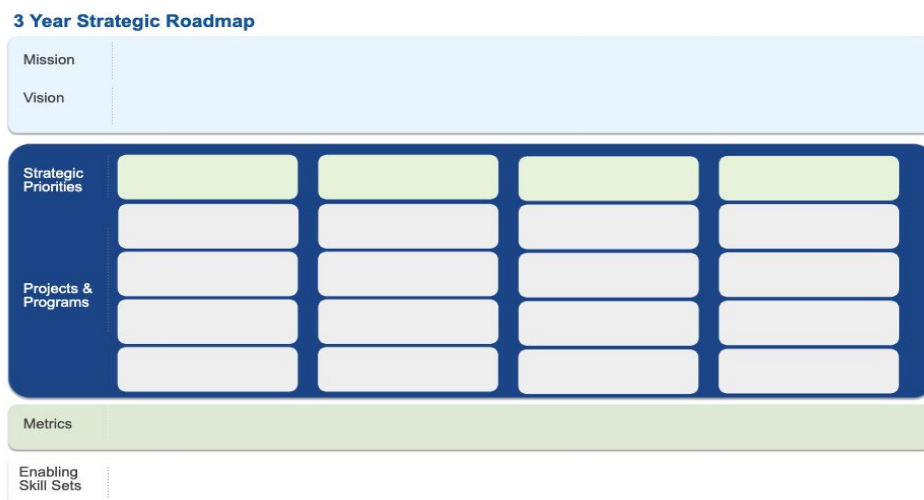 3 Year Strategic Roadmap
Mission
Vision
Strategic
Priorities
Projects &
Programs
Metrics
Enabling
Skill Sets